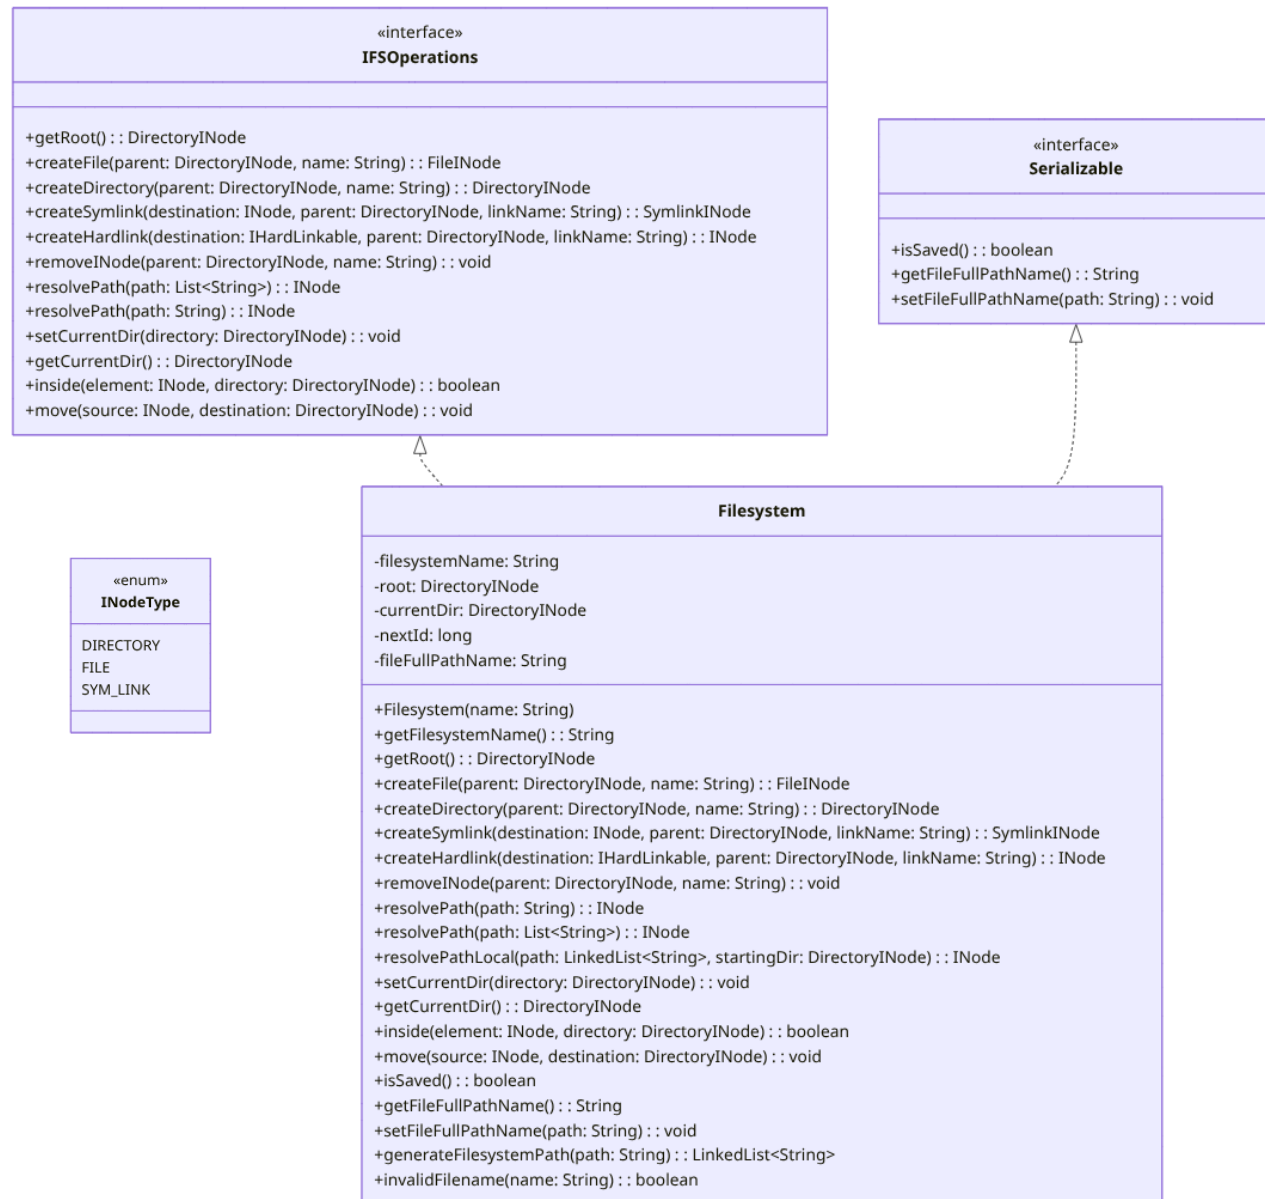 «interface»
IFSOperations
+getRoot() : : DirectoryINode
+createFile(parent: DirectoryINode, name: String) : : FileINode
+createDirectory(parent: DirectoryINode, name: String) : : DirectoryINode
+createSymlink(destination: INode, parent: DirectoryINode, linkName: String) : : SymlinkINode
+createHardlink(destination: IHardLinkable, parent: DirectoryINode, linkName: String) : : INode
+removeINode(parent: DirectoryINode, name: String) : : void
+resolvePath(path: List<String>) : : INode
+resolvePath(path: String) : : INode
+setCurrentDir(directory: DirectoryINode) : : void
+getCurrentDir() : : DirectoryINode
+inside(element: INode, directory: DirectoryINode) : : boolean
+move(source: INode, destination: DirectoryINode) : : void
«interface»
Serializable
+isSaved() : : boolean
+getFileFullPathName() : : String
+setFileFullPathName(path: String) : : void
«enum»
INodeType
DIRECTORY
FILE
SYM_LINK
Filesystem
-filesystemName: String
-root: DirectoryINode
-currentDir: DirectoryINode
-nextId: long
-fileFullPathName: String
+Filesystem(name: String)
+getFilesystemName() : : String
+getRoot() : : DirectoryINode
+createFile(parent: DirectoryINode, name: String) : : FileINode
+createDirectory(parent: DirectoryINode, name: String) : : DirectoryINode
+createSymlink(destination: INode, parent: DirectoryINode, linkName: String) : : SymlinkINode
+createHardlink(destination: IHardLinkable, parent: DirectoryINode, linkName: String) : : INode
+removeINode(parent: DirectoryINode, name: String) : : void
+resolvePath(path: String) : : INode
+resolvePath(path: List<String>) : : INode
+resolvePathLocal(path: LinkedList<String>, startingDir: DirectoryINode) : : INode
+setCurrentDir(directory: DirectoryINode) : : void
+getCurrentDir() : : DirectoryINode
+inside(element: INode, directory: DirectoryINode) : : boolean
+move(source: INode, destination: DirectoryINode) : : void
+isSaved() : : boolean
+getFileFullPathName() : : String
+setFileFullPathName(path: String) : : void
+generateFilesystemPath(path: String) : : LinkedList<String>
+invalidFilename(name: String) : : boolean